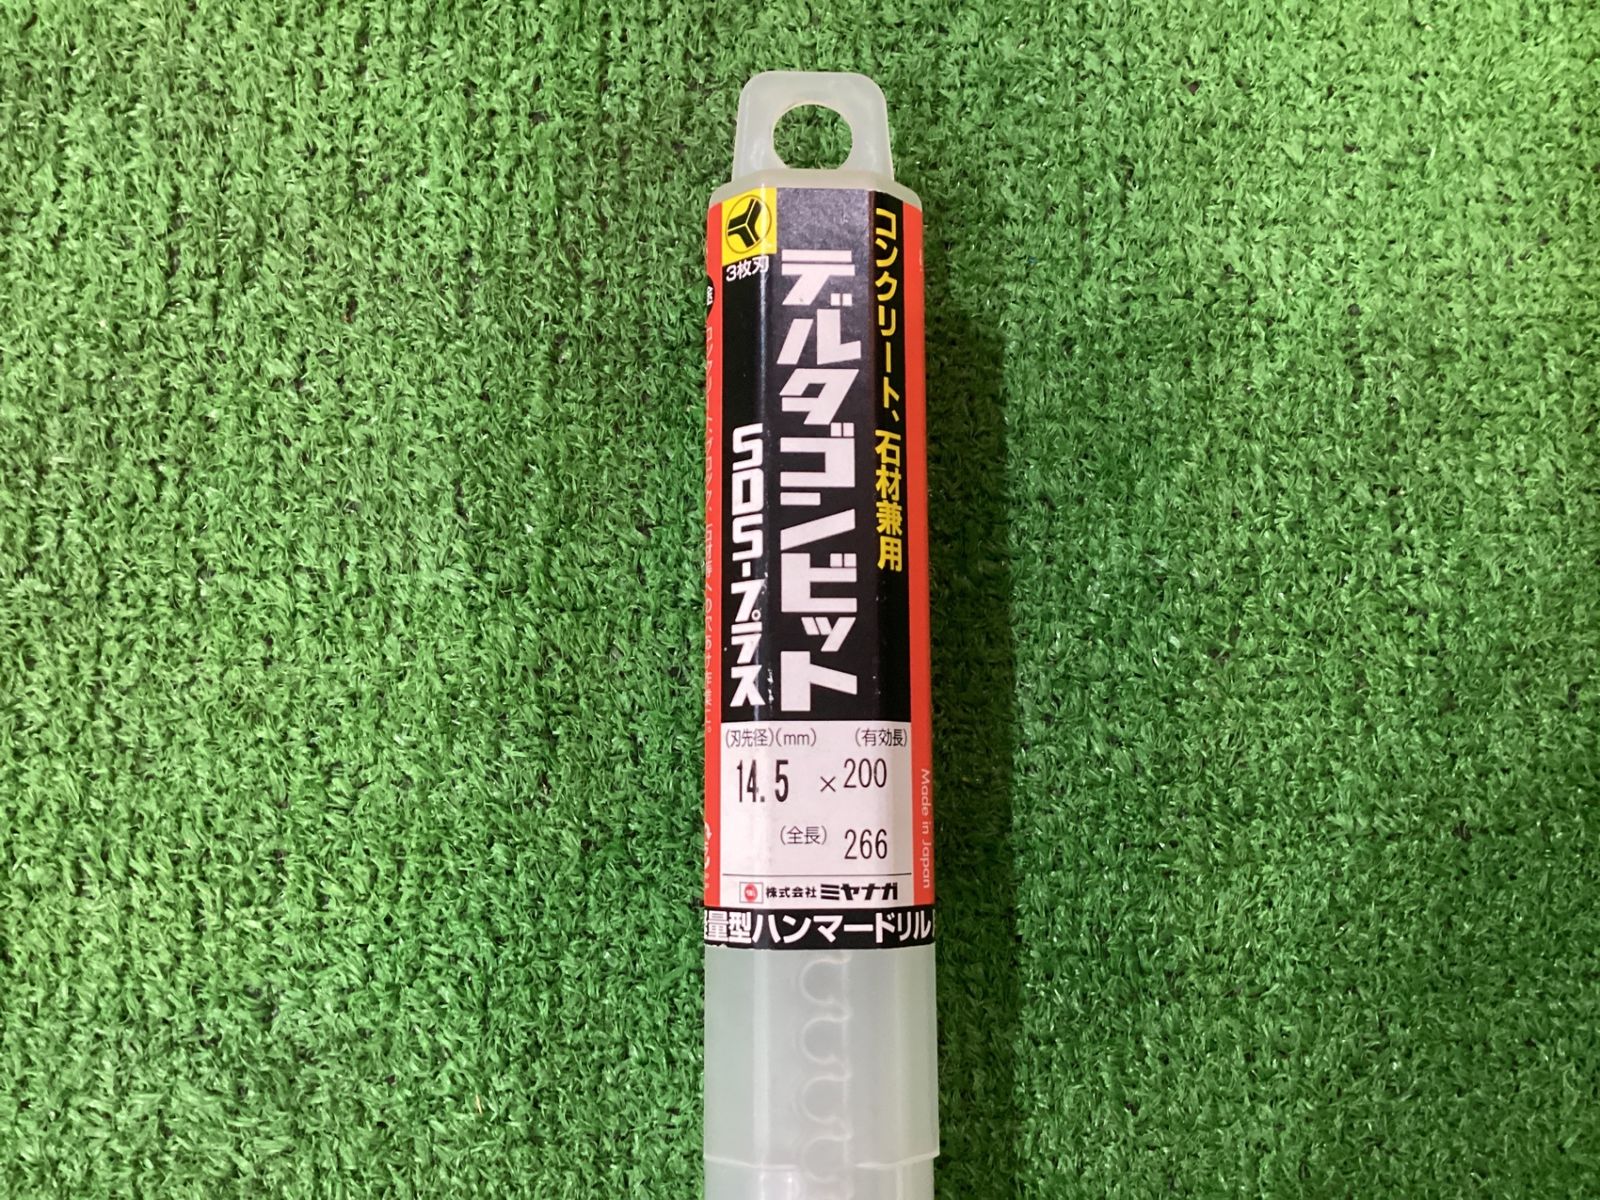 コンクリート、石材兼用
デルタゴンビット
SDS-プラス
3枚刃
(刃先径)(mm) (有効長)
14.5 ×200
(全長) 266
株式会社 ミヤナガ
量型ハンマードリル
Made in Japan